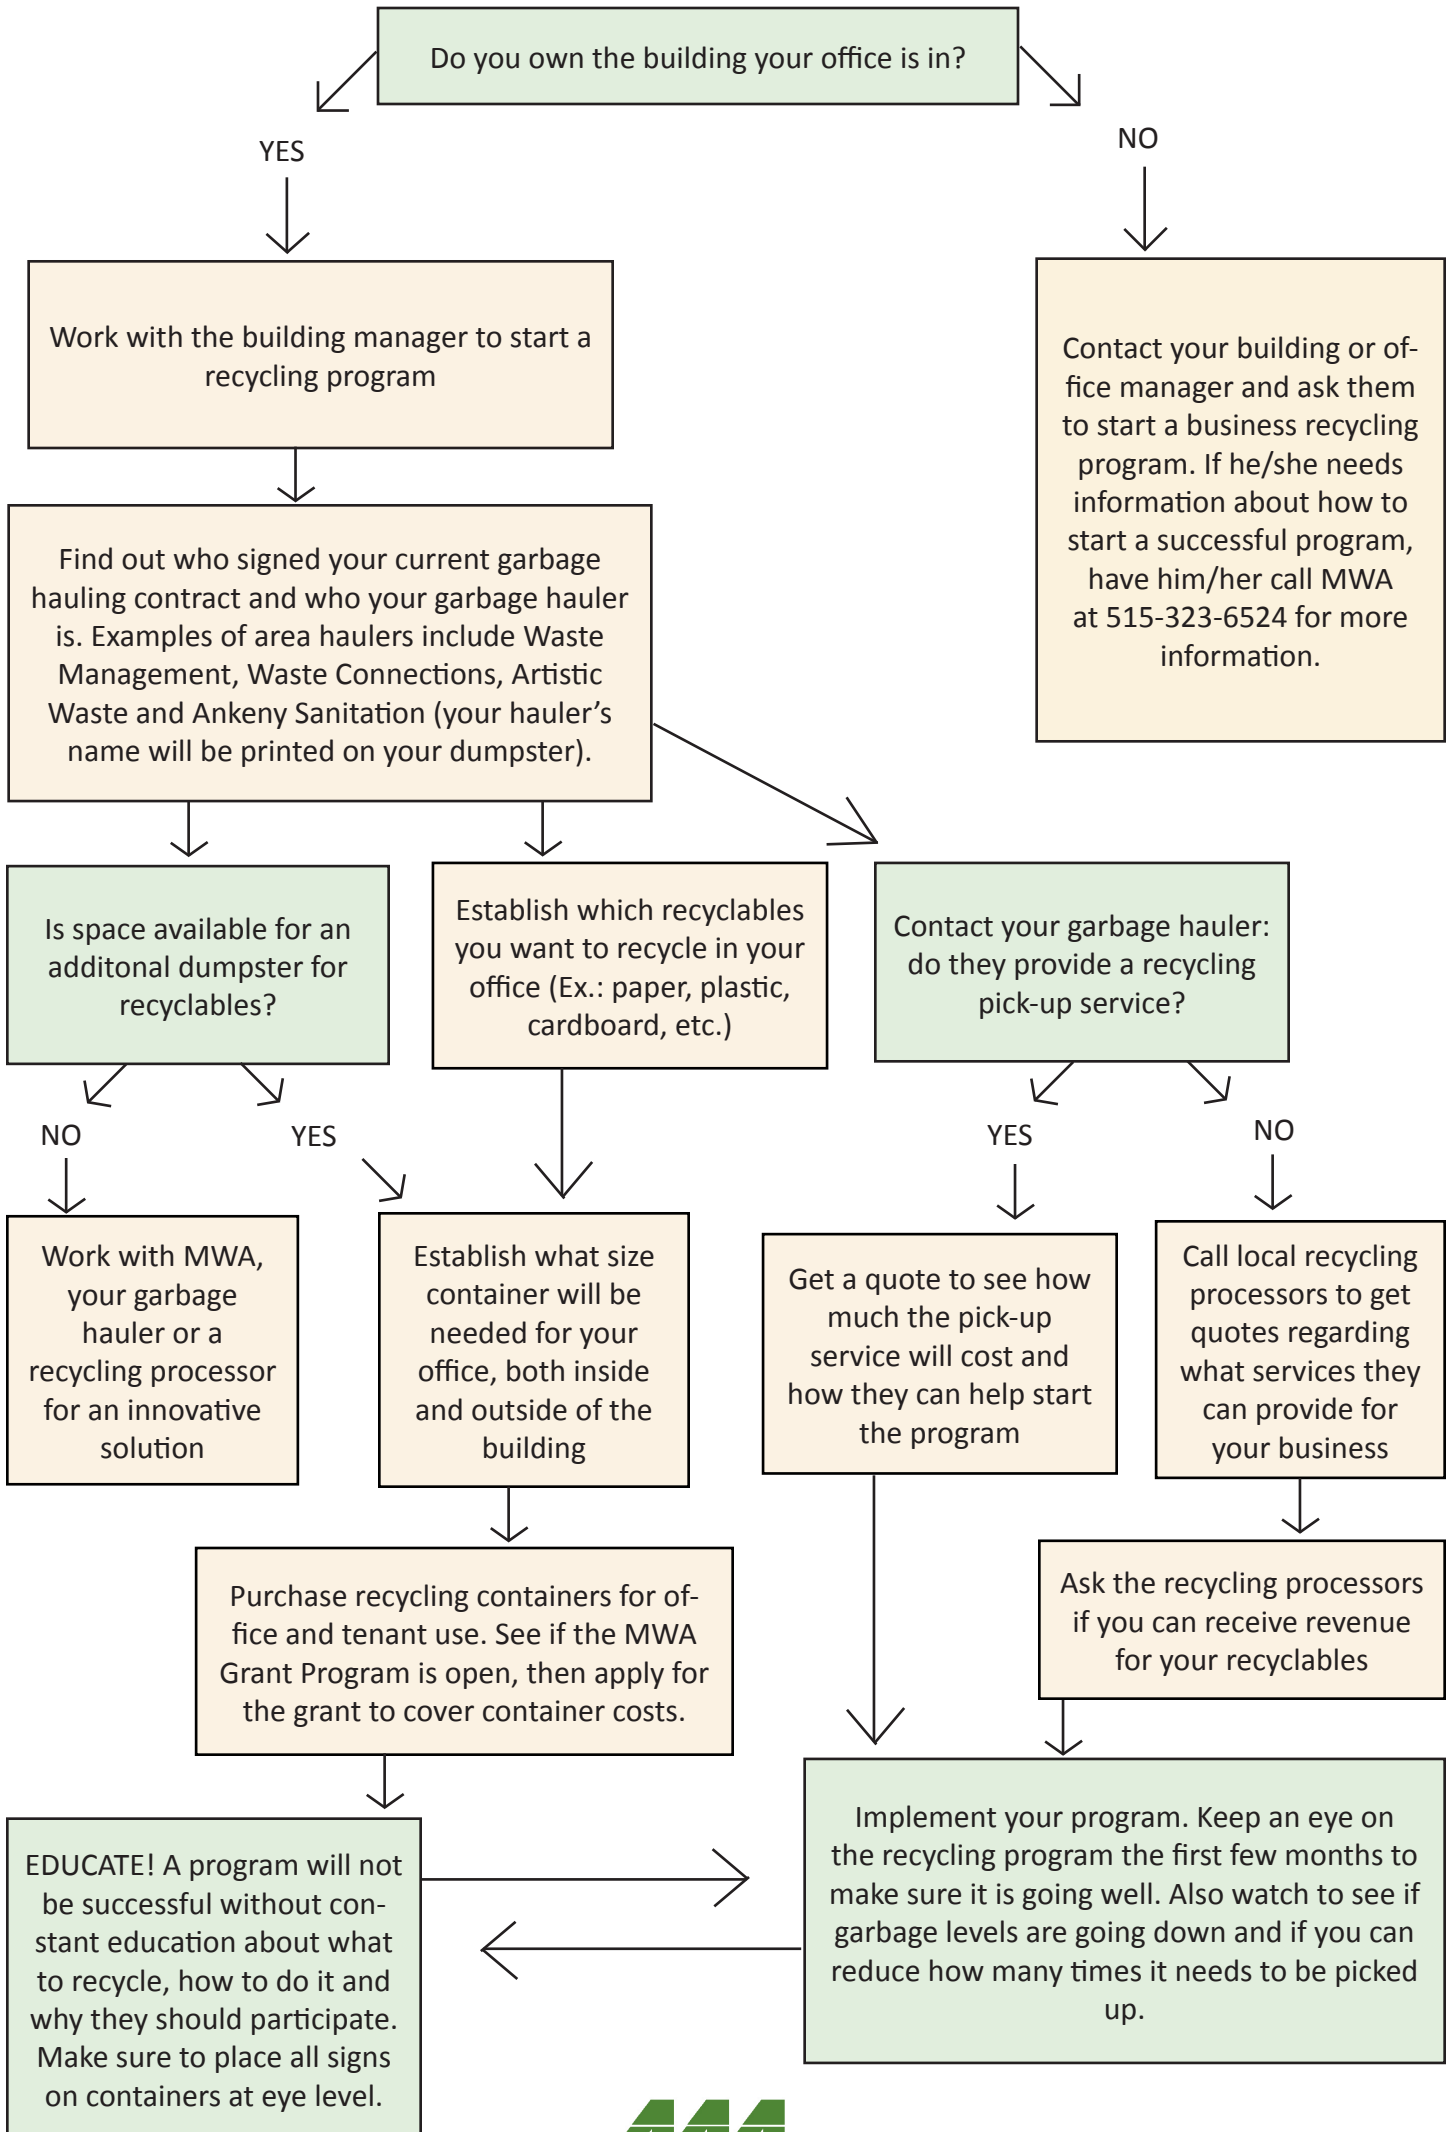 Do you own the building your office is in?
YES
NO
Work with the building manager to start a
recycling program
Contact your building or of-
fice manager and ask them
to start a business recycling
program. If he/she needs
information about how to
start a successful program,
have him/her call MWA
at 515-323-6524 for more
information.
Find out who signed your current garbage
hauling contract and who your garbage hauler
is. Examples of area haulers include Waste
Management, Waste Connections, Artistic
Waste and Ankeny Sanitation (your hauler’s
name will be printed on your dumpster).
Is space available for an
additonal dumpster for
recyclables?
Establish which recyclables
you want to recycle in your
office (Ex.: paper, plastic,
cardboard, etc.)
Contact your garbage hauler:
do they provide a recycling
pick-up service?
NO
YES
YES
NO
Work with MWA,
your garbage
hauler or a
recycling processor
for an innovative
solution
Establish what size
container will be
needed for your
office, both inside
and outside of the
building
Get a quote to see how
much the pick-up
service will cost and
how they can help start
the program
Call local recycling
processors to get
quotes regarding
what services they
can provide for
your business
Purchase recycling containers for of-
fice and tenant use. See if the MWA
Grant Program is open, then apply for
the grant to cover container costs.
Ask the recycling processors
if you can receive revenue
for your recyclables
EDUCATE! A program will not
be successful without con-
stant education about what
to recycle, how to do it and
why they should participate.
Make sure to place all signs
on containers at eye level.
Implement your program. Keep an eye on
the recycling program the first few months to
make sure it is going well. Also watch to see if
garbage levels are going down and if you can
reduce how many times it needs to be picked
up.